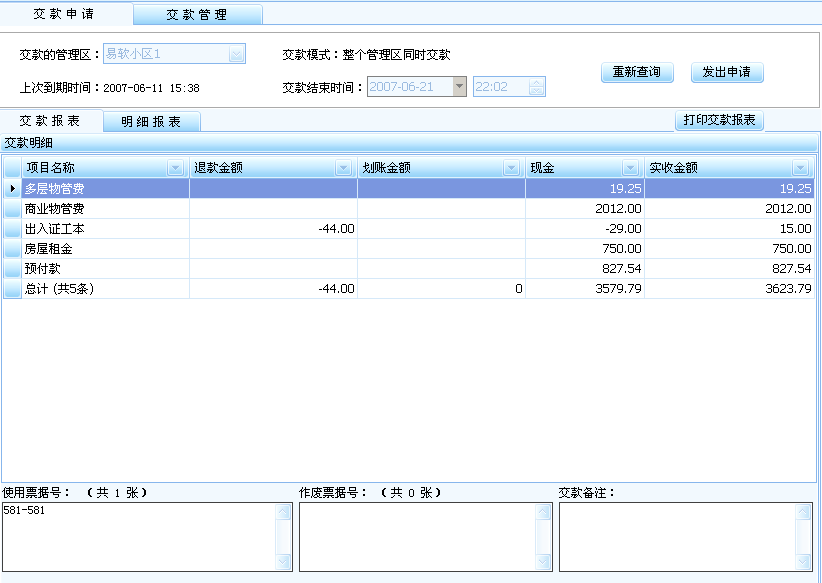 交 款 申 请 交 款 管 理
交款的管理区： 易软小区1 交款模式：整个管理区同时交款
重新查询 发出申请
上次到期时间：2007-06-11 15:38 交款结束时间： 2007-06-21 22:02
交 款 报 表 明 细 报 表 打印交款报表
交款明细
项目名称 退款金额 划账金额 现金 实收金额
多层物管费 19.25 19.25
商业物管费 2012.00 2012.00
出入证工本 -44.00 -29.00 15.00
房屋租金 750.00 750.00
预付款 827.54 827.54
总计 (共5条) -44.00 0 3579.79 3623.79
使用票据号： （共 1 张） 作废票据号： （共 0 张） 交款备注：
581-581